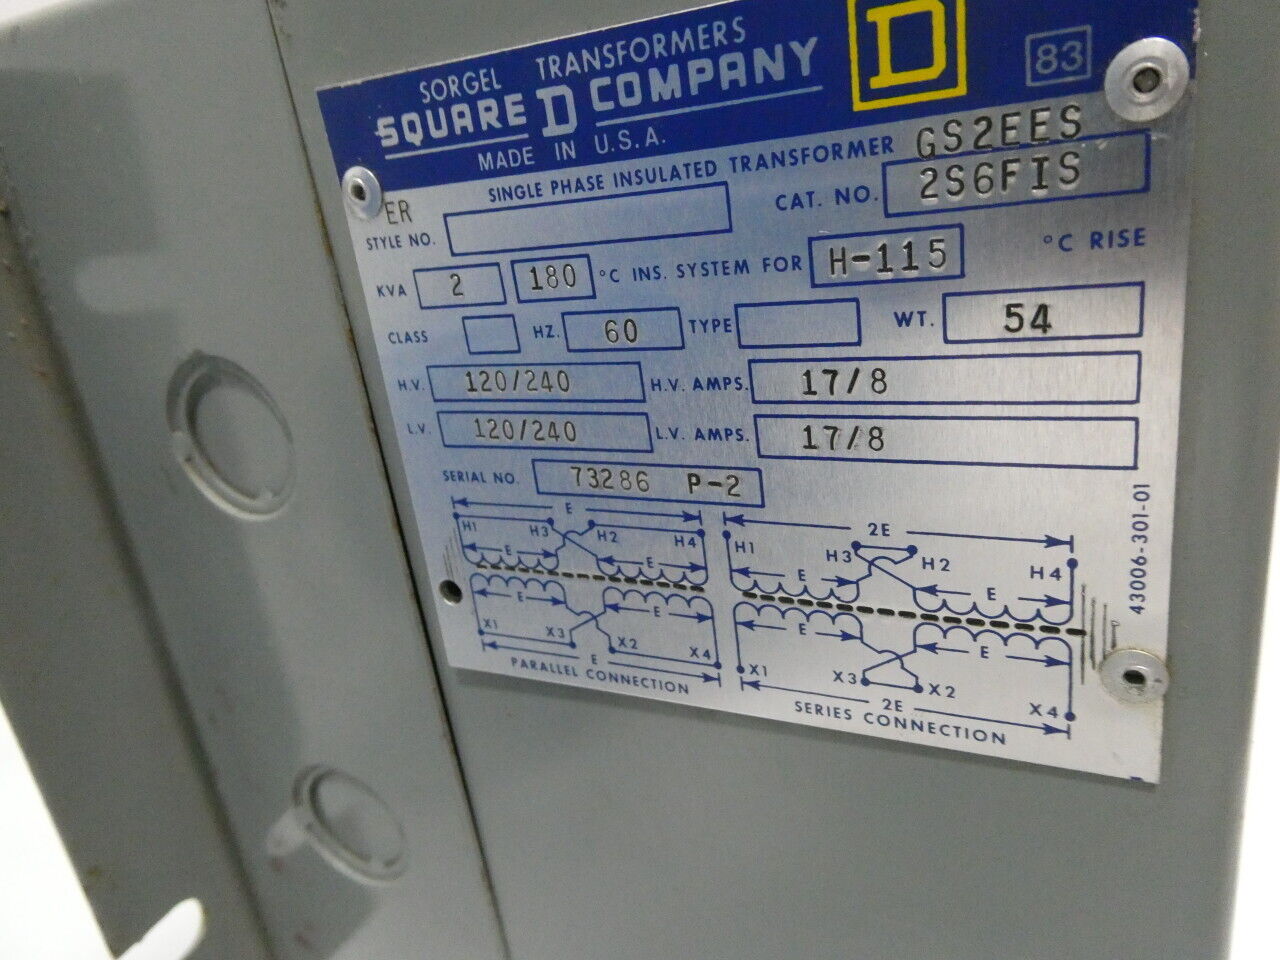 SORGEL TRANSFORMERS
SQUARE D COMPANY
MADE IN U.S.A.
D
83
SINGLE PHASE INSULATED TRANSFORMER GS2EES
ER
STYLE NO. CAT. NO. 2S6FIS
KVA 2 180 °C INS. SYSTEM FOR H-115 °C RISE
CLASS HZ. 60 TYPE WT. 54
H.V. 120/240 H.V. AMPS. 17/8
L.V. 120/240 L.V. AMPS. 17/8
SERIAL NO. 73286 P-2
E 2E
H1 H3 H2 H4 H1 H3 H2 H4
E E E E
E E E E
X1 X3 X2 X4 X1 X3 X2 X4
E 2E
PARALLEL CONNECTION SERIES CONNECTION
43006-301-01